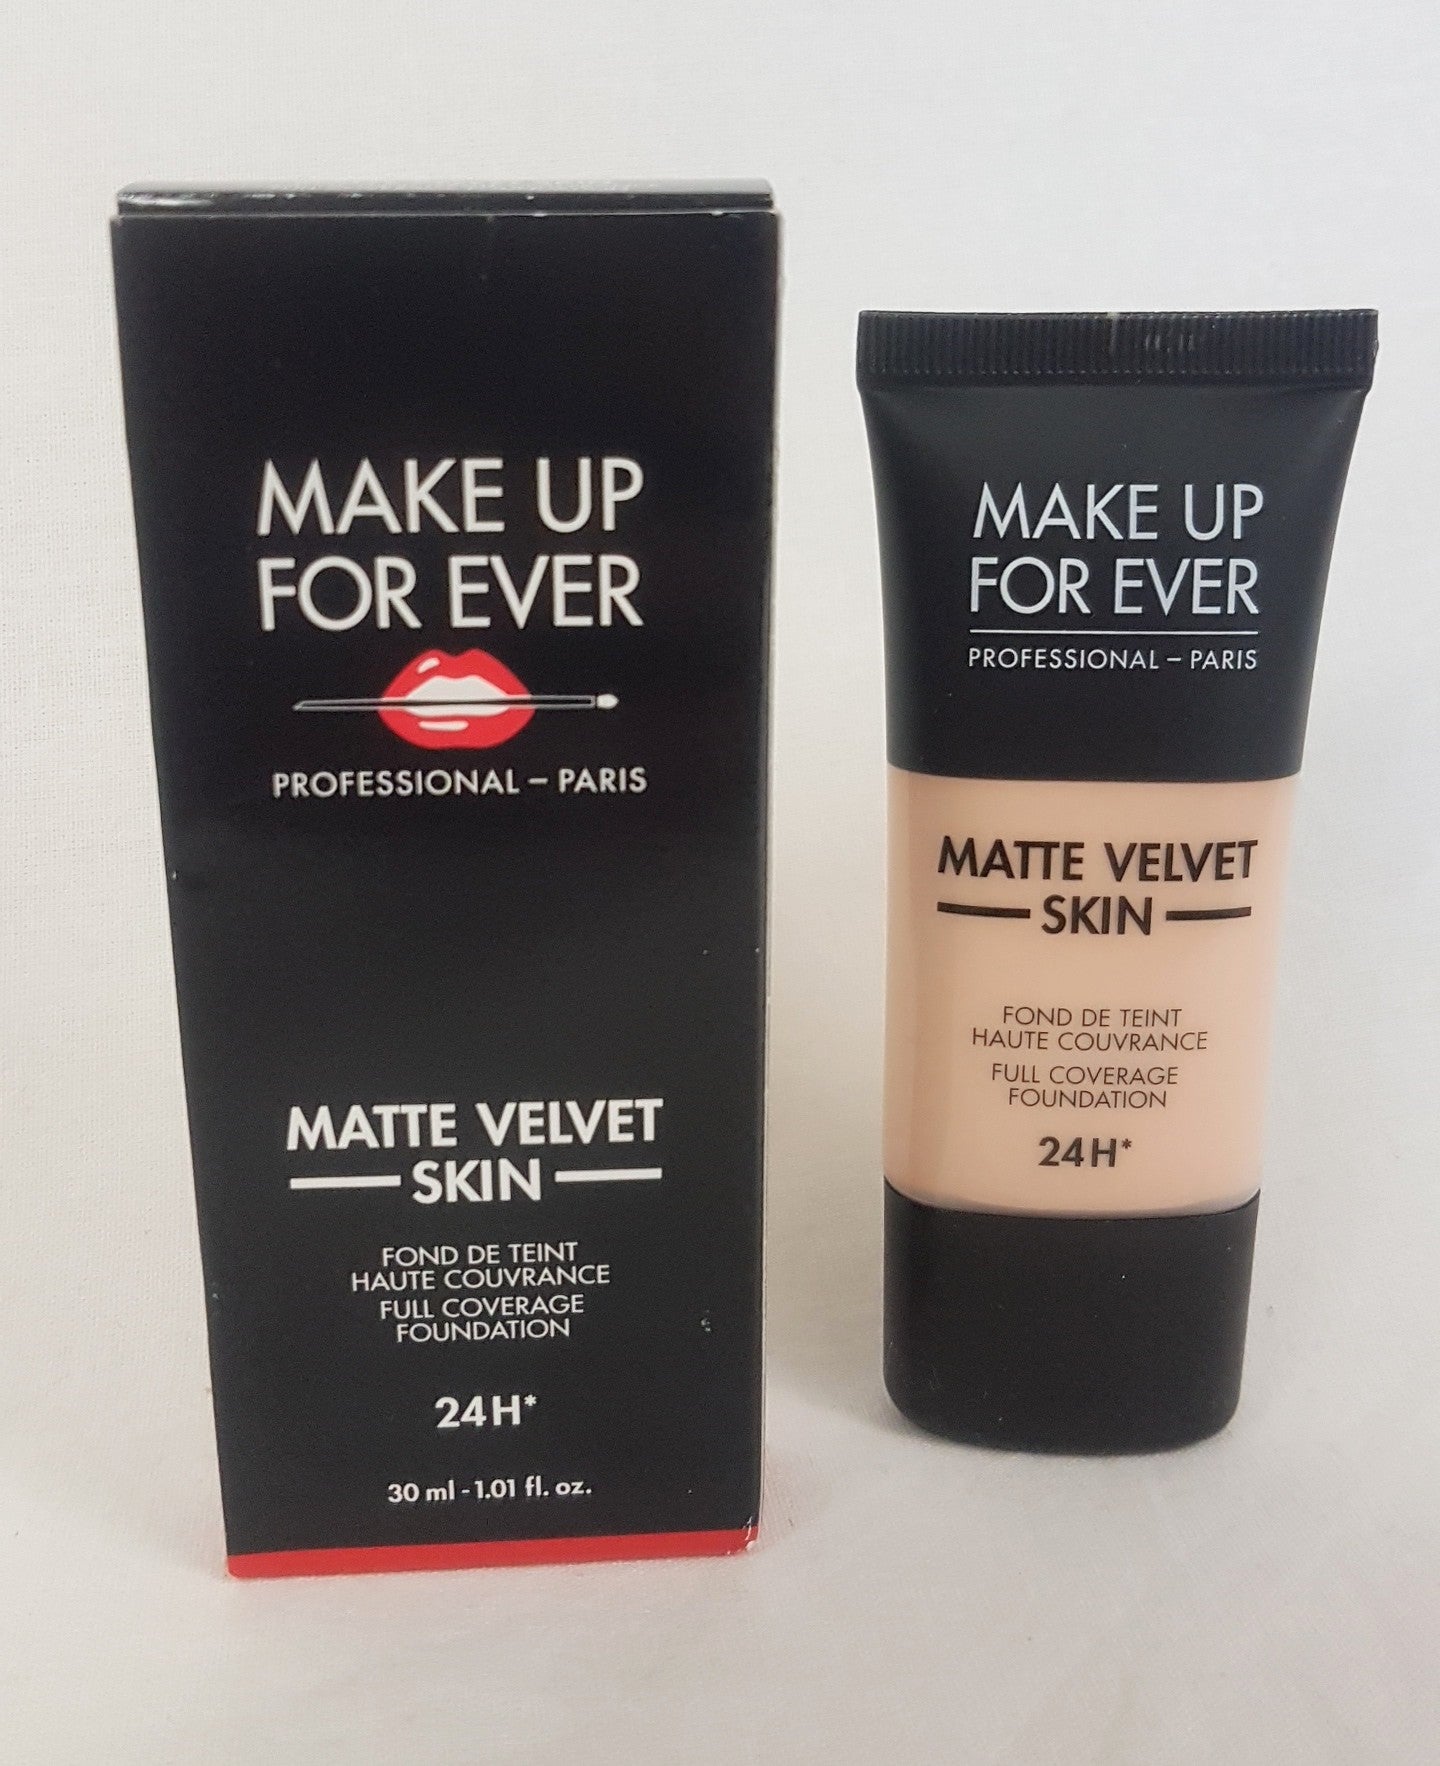 MAKE UP
FOR EVER
PROFESSIONAL – PARIS
MATTE VELVET
SKIN
FOND DE TEINT
HAUTE COUVRANCE
FULL COVERAGE
FOUNDATION
24H*
30 ml - 1.01 fl. oz.
MAKE UP
FOR EVER
PROFESSIONAL – PARIS
MATTE VELVET
SKIN
FOND DE TEINT
HAUTE COUVRANCE
FULL COVERAGE
FOUNDATION
24H*